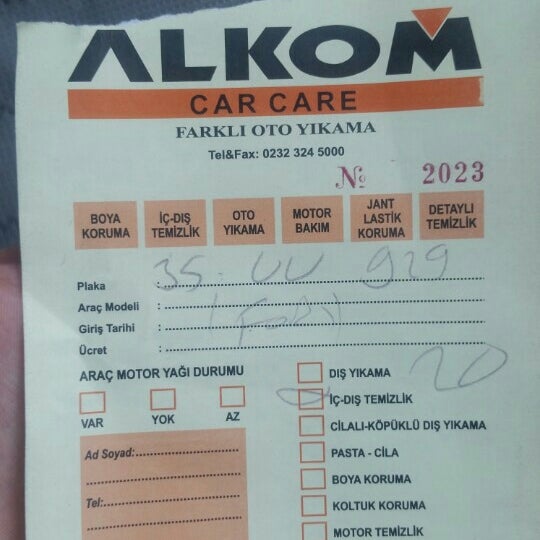 ALKOM
CAR CARE
FARKLI OTO YIKAMA
Tel&Fax: 0232 324 5000
№ 2023
BOYA KORUMA
İÇ-DIŞ TEMİZLİK
OTO YIKAMA
MOTOR BAKIM
JANT LASTİK KORUMA
DETAYLI TEMİZLİK
Plaka : 35 UU 929
Araç Modeli :
Giriş Tarihi :
Ücret :
ARAÇ MOTOR YAĞI DURUMU
VAR YOK AZ
Ad Soyad:
Tel:
DIŞ YIKAMA 20
İÇ-DIŞ TEMİZLİK
CİLALI-KÖPÜKLÜ DIŞ YIKAMA
PASTA - CİLA
BOYA KORUMA
KOLTUK KORUMA
MOTOR TEMİZLİK